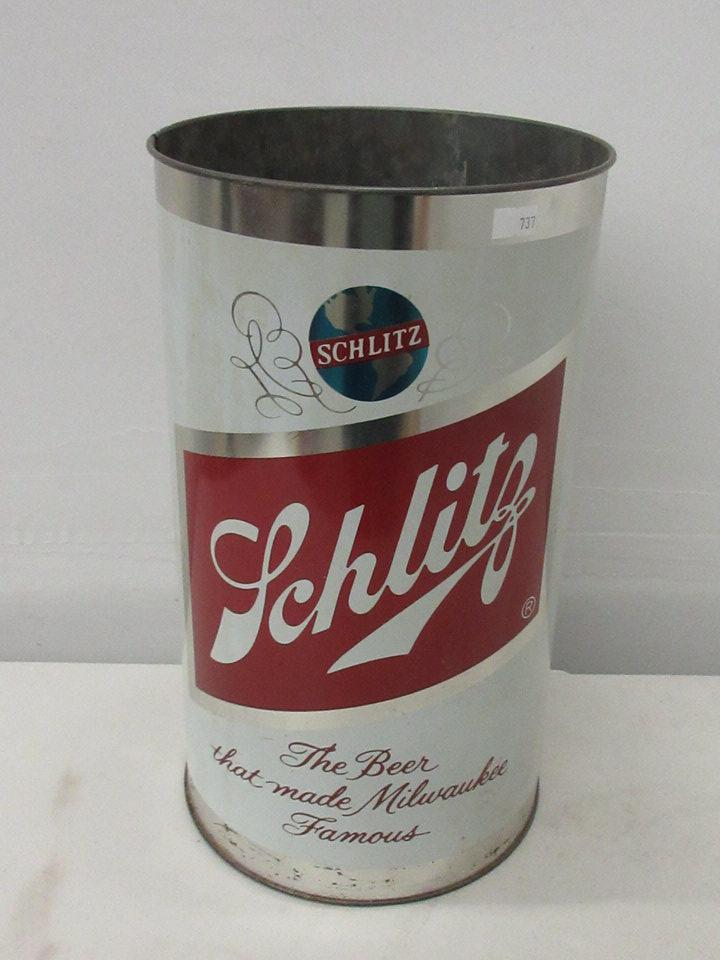 737
SCHLITZ
Schlitz
®
The Beer
that made Milwaukee
Famous